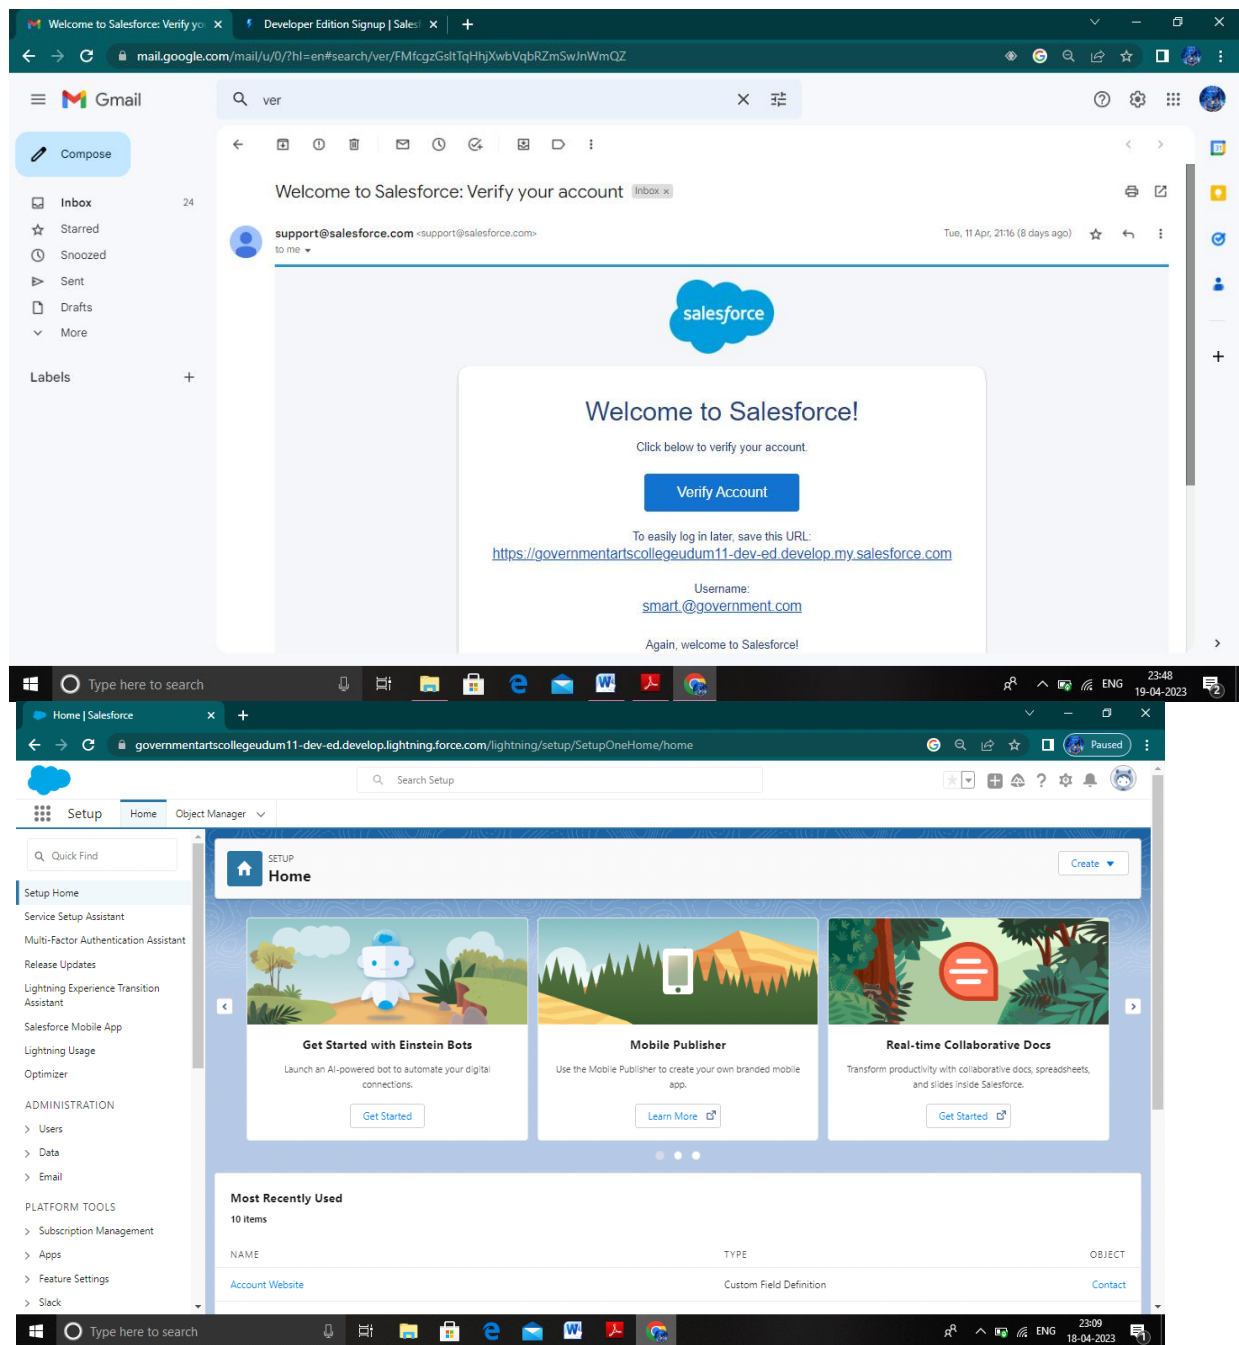 Welcome to Salesforce: Verify yo
Developer Edition Signup | Sales
mail.google.com/mail/u/0/?hl=en#search/ver/FMfcgzGsltTqHhjXwbVqbRZmSwJnWmQZ
Gmail
ver
Compose
Inbox 24
Starred
Snoozed
Sent
Drafts
More
Labels
Welcome to Salesforce: Verify your account Inbox x
support@salesforce.com <support@salesforce.com>
Tue, 11 Apr, 21:16 (8 days ago)
to me
salesforce
Welcome to Salesforce!
Click below to verify your account.
Verify Account
To easily log in later, save this URL:
https://governmentartscollegeudum11-dev-ed.develop.my.salesforce.com
Username:
smart.@government.com
Again, welcome to Salesforce!
Type here to search
ENG
23:48
19-04-2023
2
Home | Salesforce
governmentartscollegeudum11-dev-ed.develop.lightning.force.com/lightning/setup/SetupOneHome/home
Paused
Search Setup
Setup Home Object Manager
Quick Find
Setup Home
Service Setup Assistant
Multi-Factor Authentication Assistant
Release Updates
Lightning Experience Transition
Assistant
Salesforce Mobile App
Lightning Usage
Optimizer
ADMINISTRATION
Users
Data
Email
PLATFORM TOOLS
Subscription Management
Apps
Feature Settings
Slack
SETUP
Home
Create
Get Started with Einstein Bots
Launch an AI-powered bot to automate your digital
connections.
Get Started
Mobile Publisher
Use the Mobile Publisher to create your own branded mobile
app.
Learn More
Real-time Collaborative Docs
Transform productivity with collaborative docs, spreadsheets,
and slides inside Salesforce.
Get Started
Most Recently Used
10 items
NAME TYPE OBJECT
Account Website Custom Field Definition Contact
Type here to search
ENG
23:09
18-04-2023
1